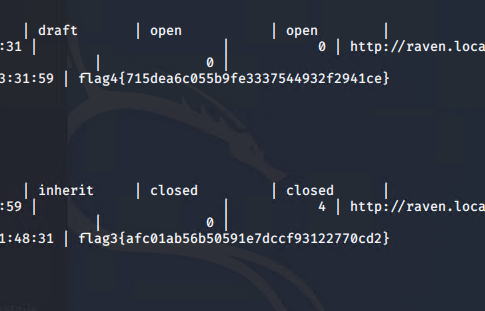 | draft | open | open |
:31 | | 0 | http://raven.loca
| 0 |
3:31:59 | flag4{715dea6c055b9fe3337544932f2941ce}
| inherit | closed | closed |
:59 | | 4 | http://raven.loca
| 0 |
1:48:31 | flag3{afc01ab56b50591e7dccf93122770cd2}